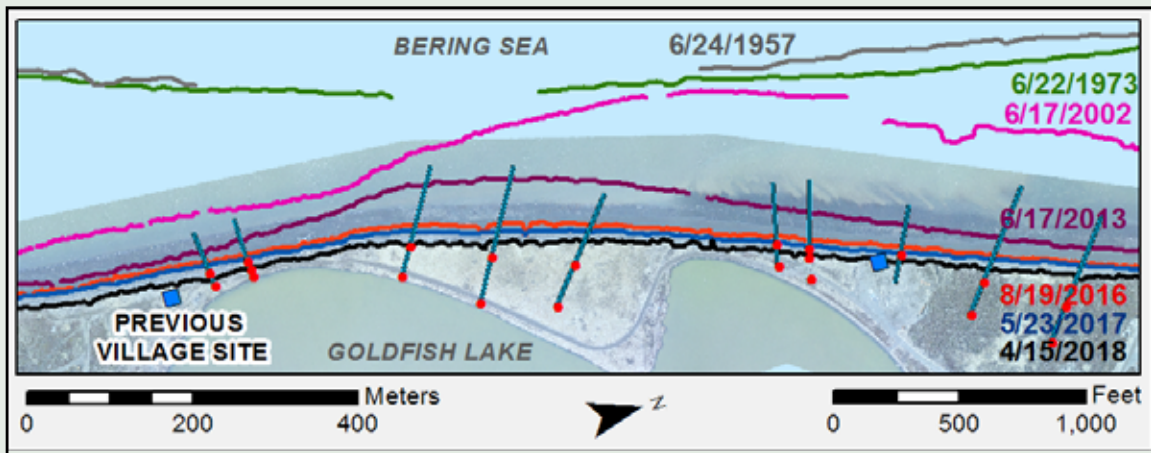 BERING SEA
6/24/1957
6/22/1973
6/17/2002
6/17/2013
8/19/2016
5/23/2017
4/15/2018
PREVIOUS
VILLAGE SITE
GOLDFISH LAKE
Meters
0 200 400
N
Feet
0 500 1,000